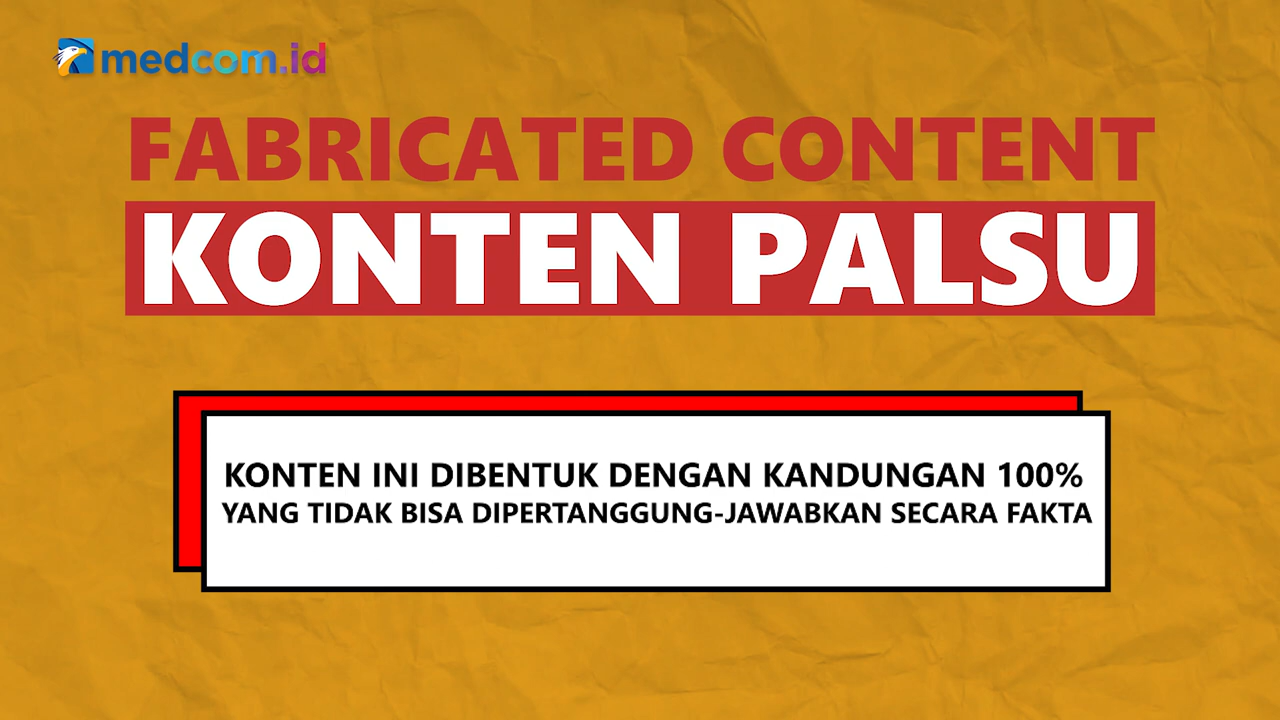 medcom.id
FABRICATED CONTENT
KONTEN PALSU
KONTEN INI DIBENTUK DENGAN KANDUNGAN 100%
YANG TIDAK BISA DIPERTANGGUNG-JAWABKAN SECARA FAKTA